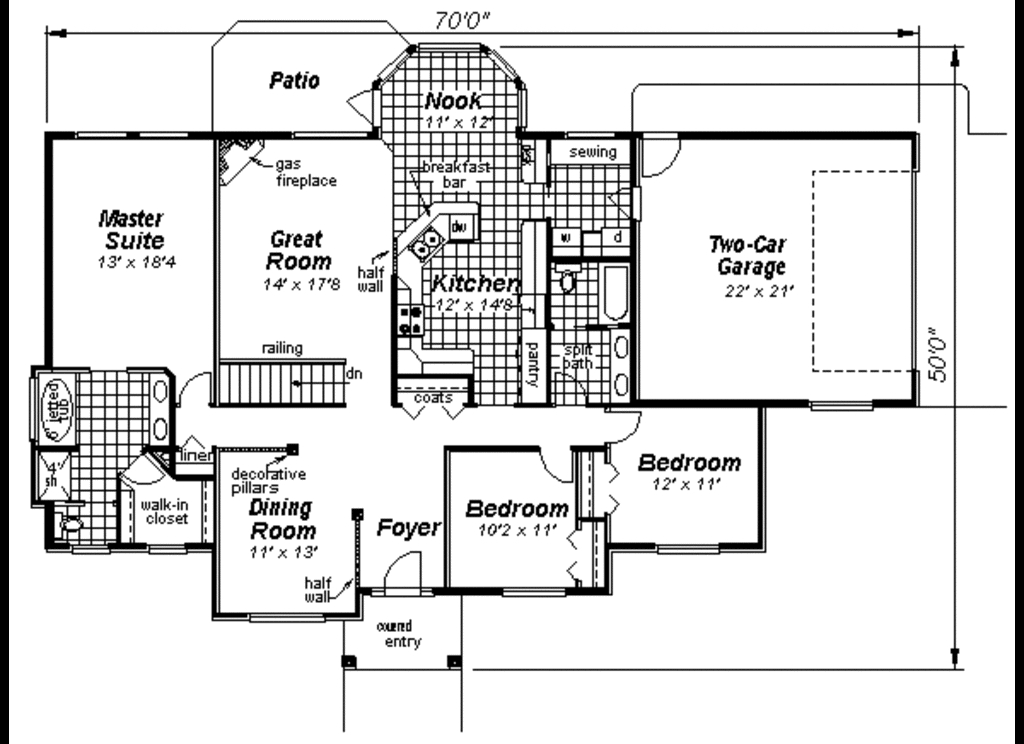 70'0"
Patio
Nook
11' x 12'
sewing
gas
fireplace
breakfast
bar
dw
Master
Suite
13' x 18'4
Great
Room
14' x 17'8
half
wall
Kitchen
12' x 14'8
w
d
Two-Car
Garage
22' x 21'
50'0"
railing
dn
pantry
split
bath
coats
6' jetted
tub
linen
4'
sh
walk-in
closet
decorative
pillars
Dining
Room
11' x 13'
Foyer
Bedroom
10'2 x 11'
Bedroom
12' x 11'
half
wall
covered
entry